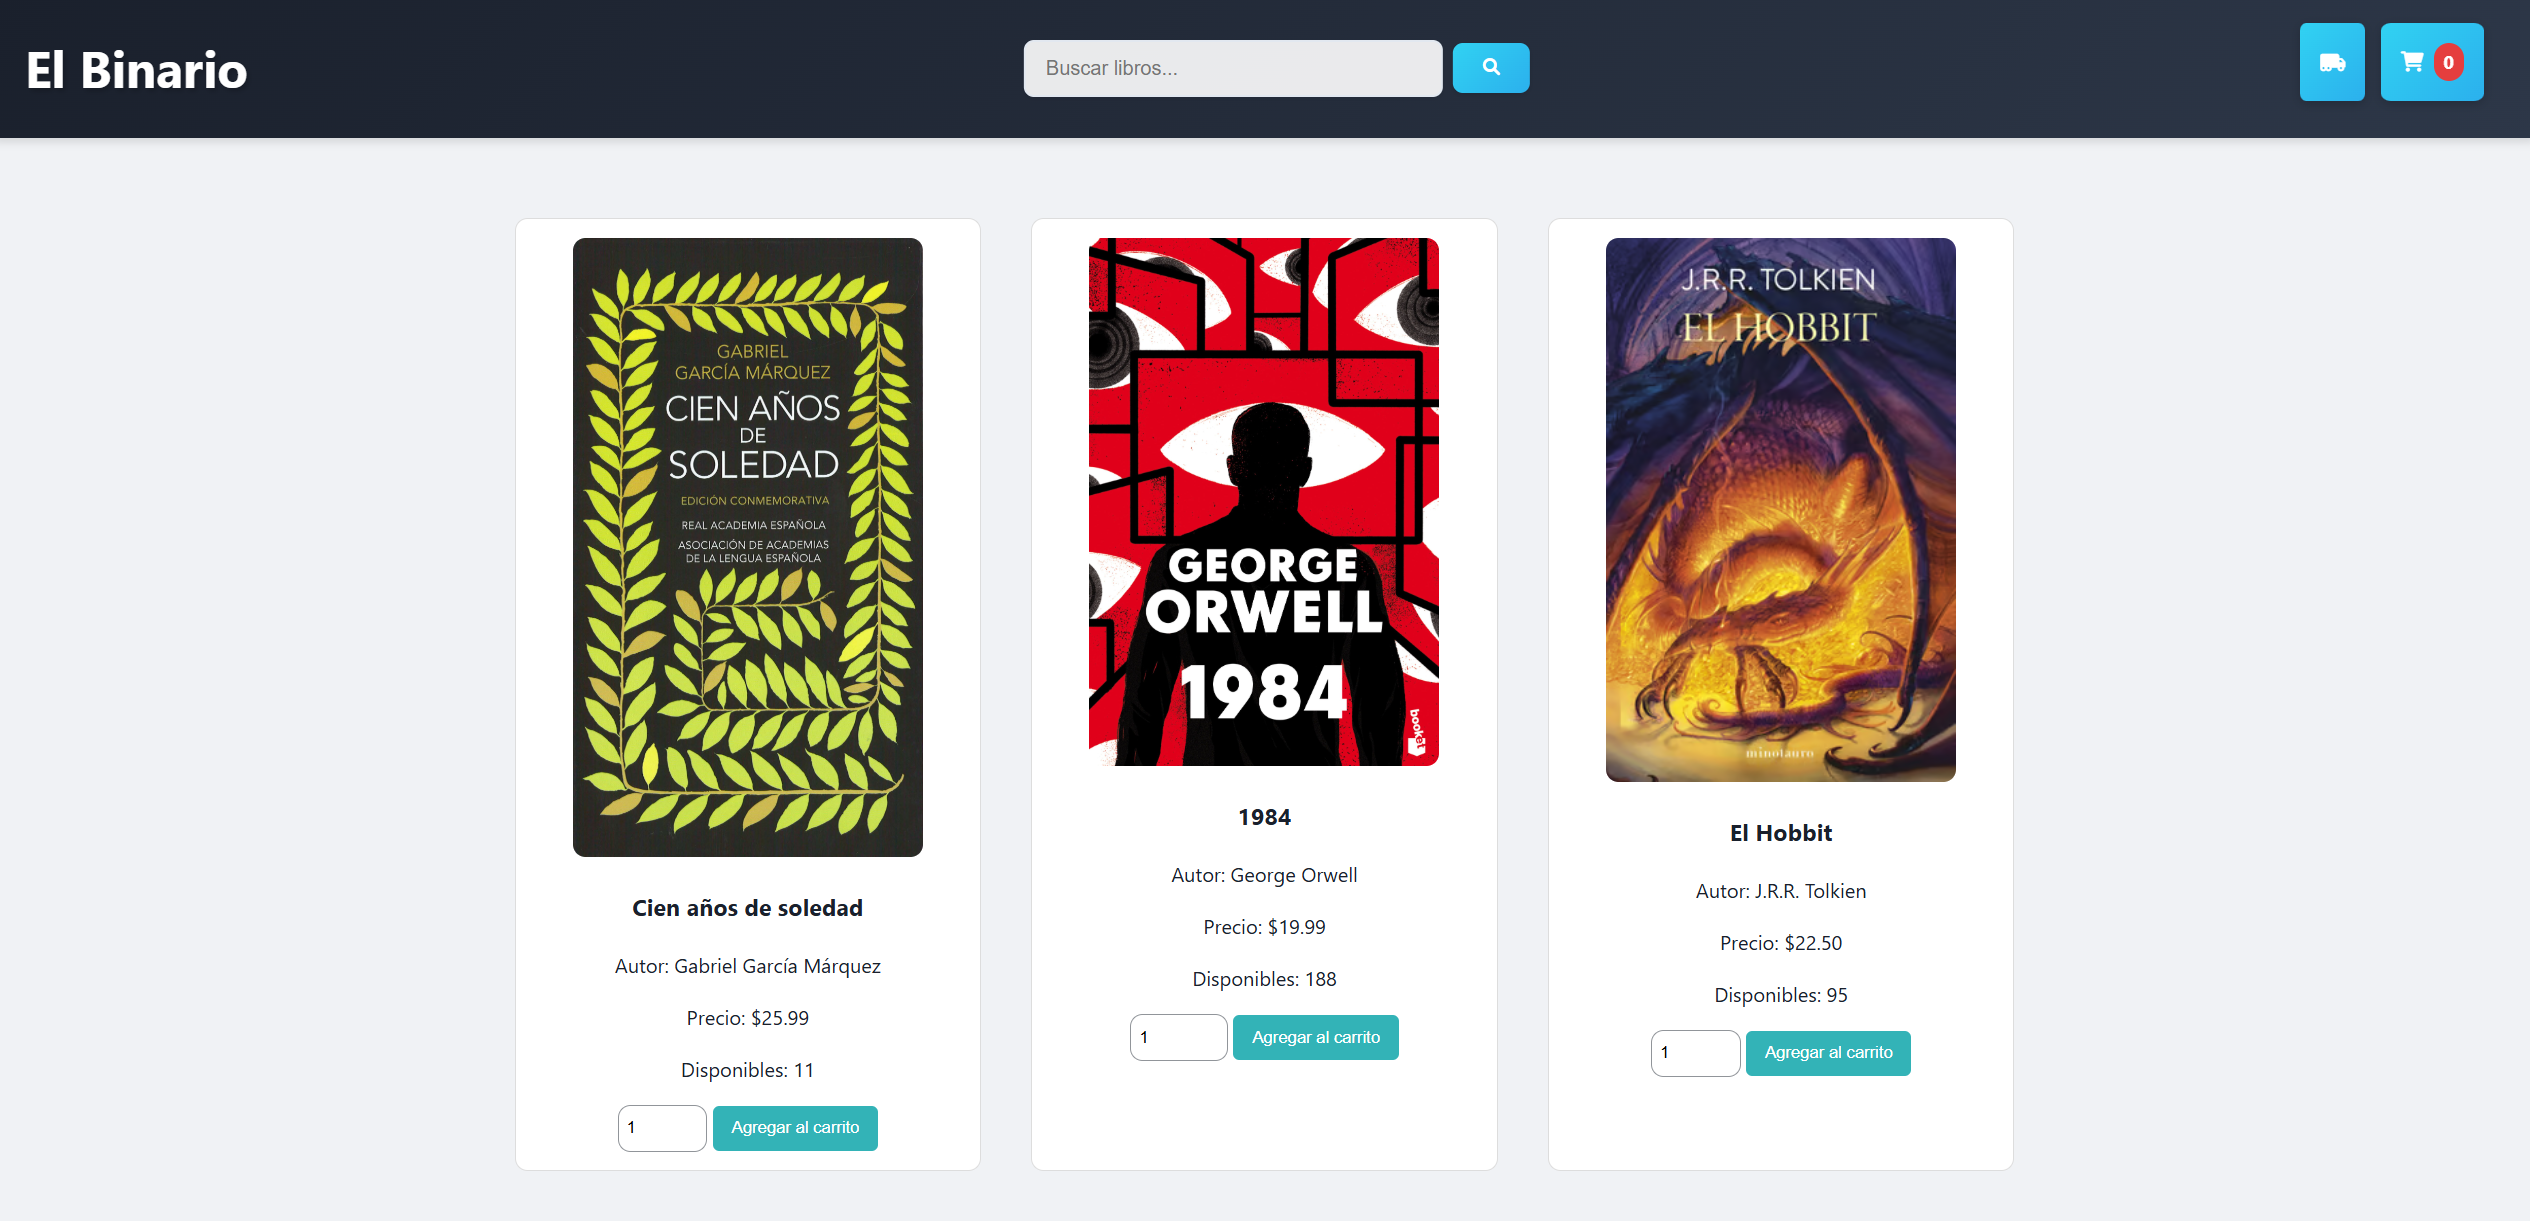 El Binario
Buscar libros...
0
GABRIEL
GARCÍA MÁRQUEZ
CIEN AÑOS
DE
SOLEDAD
EDICIÓN CONMEMORATIVA
REAL ACADEMIA ESPAÑOLA
ASOCIACIÓN DE ACADEMIAS
DE LA LENGUA ESPAÑOLA
Cien años de soledad
Autor: Gabriel García Márquez
Precio: $25.99
Disponibles: 11
1
Agregar al carrito
GEORGE
ORWELL
1984
booket
1984
Autor: George Orwell
Precio: $19.99
Disponibles: 188
1
Agregar al carrito
J.R.R. TOLKIEN
EL HOBBIT
minotauro
El Hobbit
Autor: J.R.R. Tolkien
Precio: $22.50
Disponibles: 95
1
Agregar al carrito